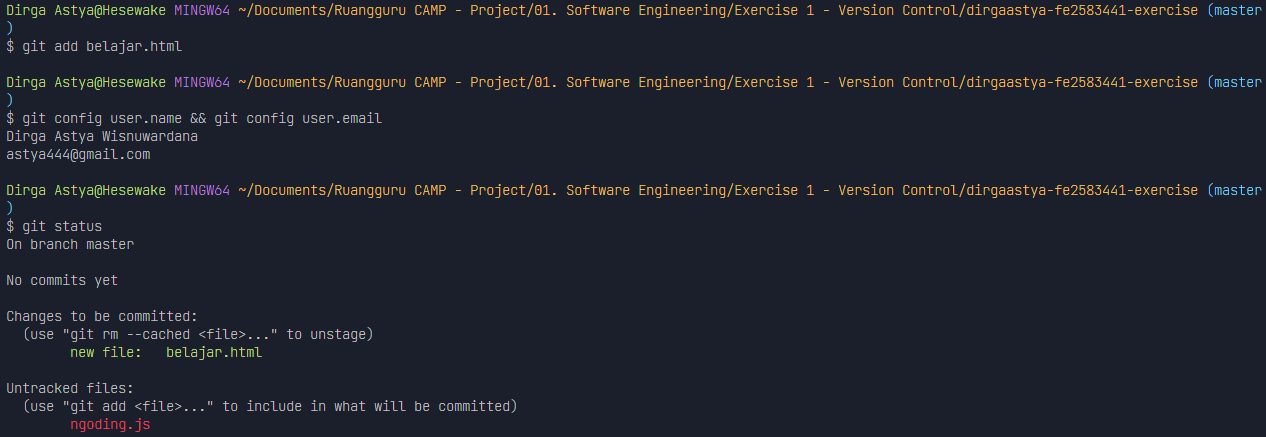 Dirga Astya@Hesewake MINGW64 ~/Documents/Ruangguru CAMP - Project/01. Software Engineering/Exercise 1 - Version Control/dirgaastya-fe2583441-exercise (master
)
$ git add belajar.html
Dirga Astya@Hesewake MINGW64 ~/Documents/Ruangguru CAMP - Project/01. Software Engineering/Exercise 1 - Version Control/dirgaastya-fe2583441-exercise (master
)
$ git config user.name && git config user.email
Dirga Astya Wisnuwardana
astya444@gmail.com
Dirga Astya@Hesewake MINGW64 ~/Documents/Ruangguru CAMP - Project/01. Software Engineering/Exercise 1 - Version Control/dirgaastya-fe2583441-exercise (master
)
$ git status
On branch master
No commits yet
Changes to be committed:
  (use "git rm --cached <file>..." to unstage)
        new file:   belajar.html
Untracked files:
  (use "git add <file>..." to include in what will be committed)
        ngoding.js